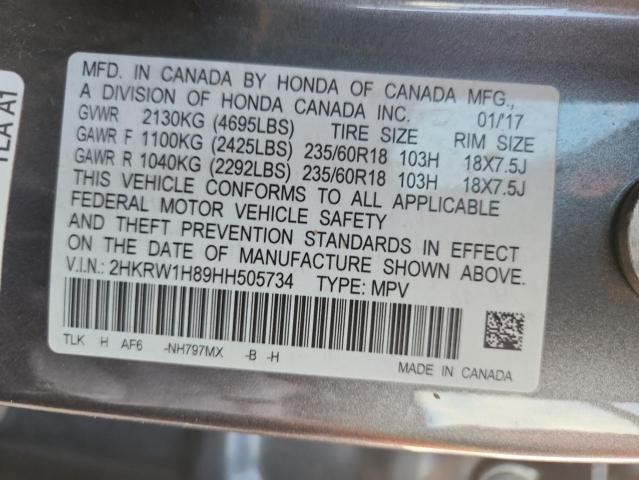 MFD. IN CANADA BY HONDA OF CANADA MFG.,
A DIVISION OF HONDA CANADA INC. 01/'17
GVWR 2130KG (4695LBS) TIRE SIZE RIM SIZE
GAWR F 1100KG (2425LBS) 235/60R18 103H 18X7.5J
GAWR R 1040KG (2292LBS) 235/60R18 103H 18X7.5J
THIS VEHICLE CONFORMS TO ALL APPLICABLE
FEDERAL MOTOR VEHICLE SAFETY
AND THEFT PREVENTION STANDARDS IN EFFECT
ON THE DATE OF MANUFACTURE SHOWN ABOVE.
V.I.N.: 2HKRW1H89HH505734 TYPE: MPV
TLK H AF6 -NH797MX -B -H
MADE IN CANADA
TLA A1